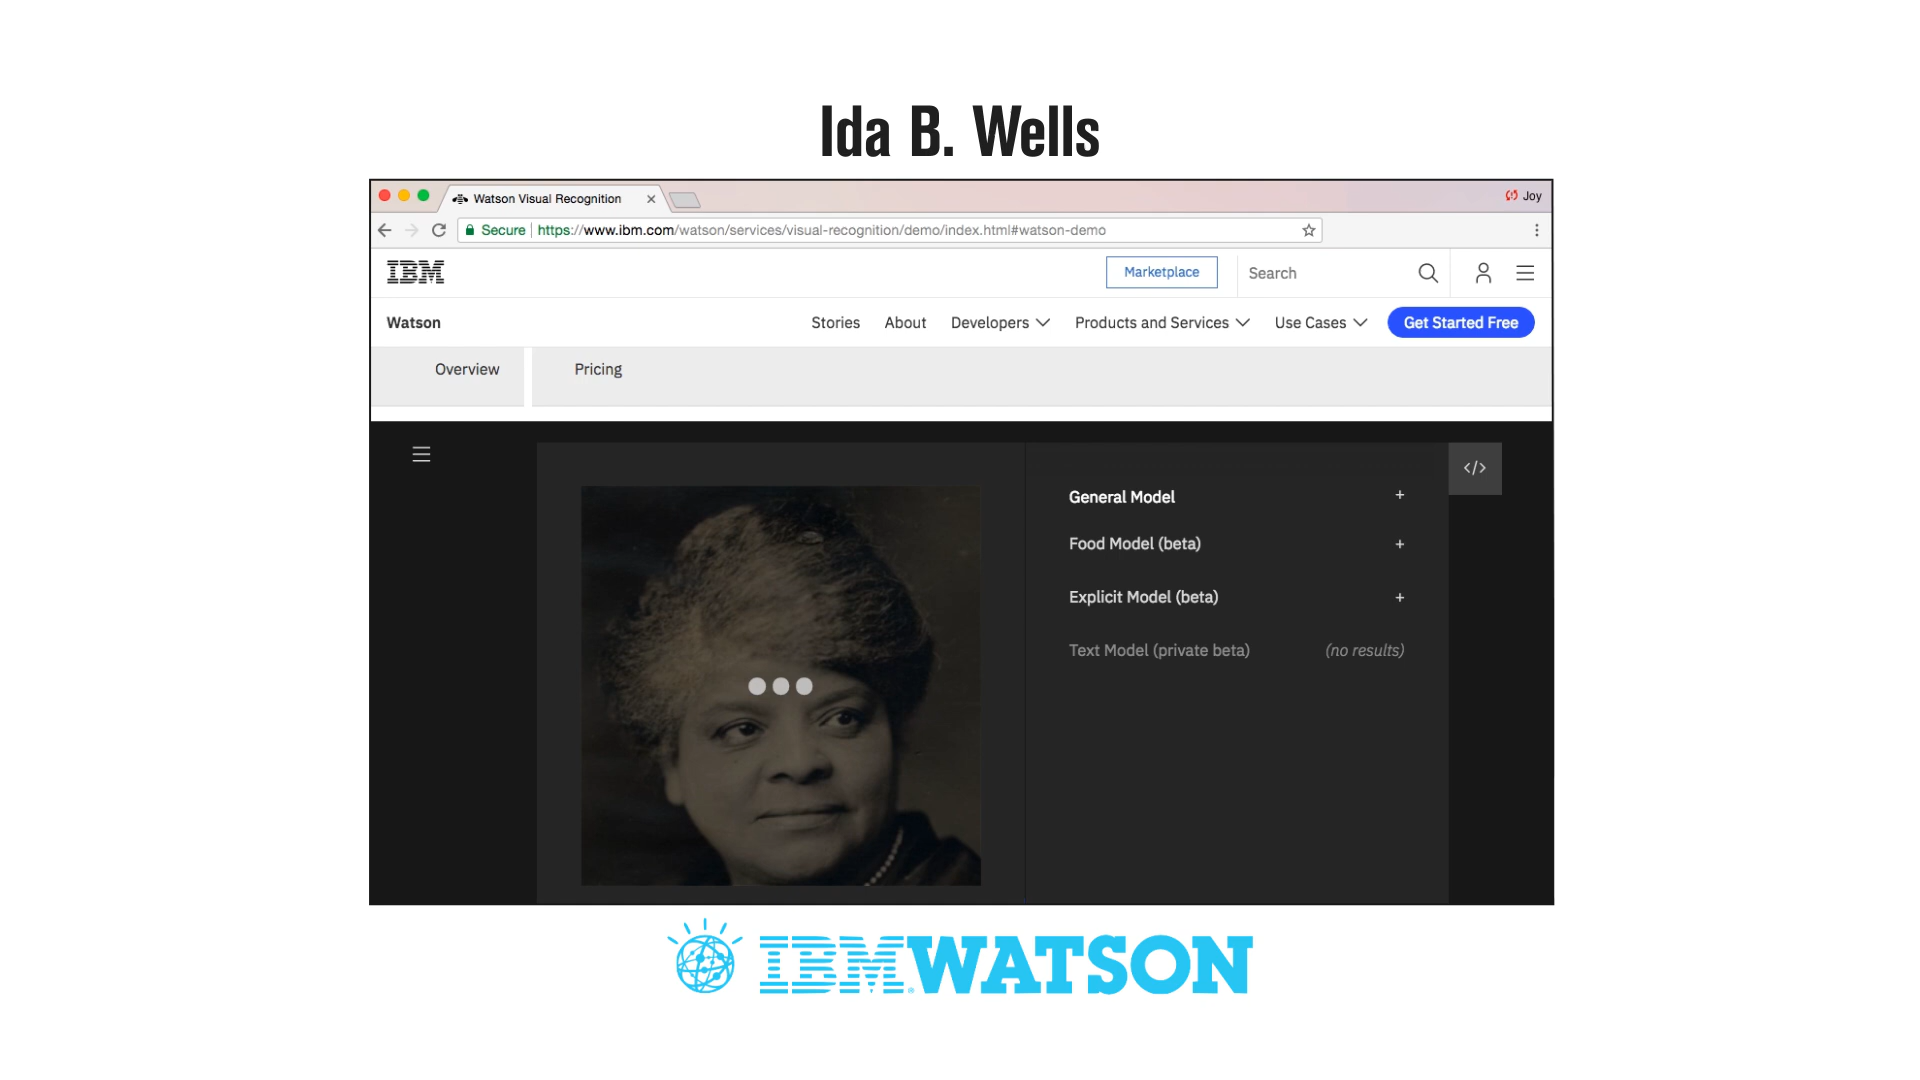 Ida B. Wells
Watson Visual Recognition
Joy
Secure https://www.ibm.com/watson/services/visual-recognition/demo/index.html#watson-demo
IBM Marketplace Search
Watson Stories About Developers Products and Services Use Cases Get Started Free
Overview Pricing
</>
General Model +
Food Model (beta) +
Explicit Model (beta) +
Text Model (private beta) (no results)
IBM WATSON